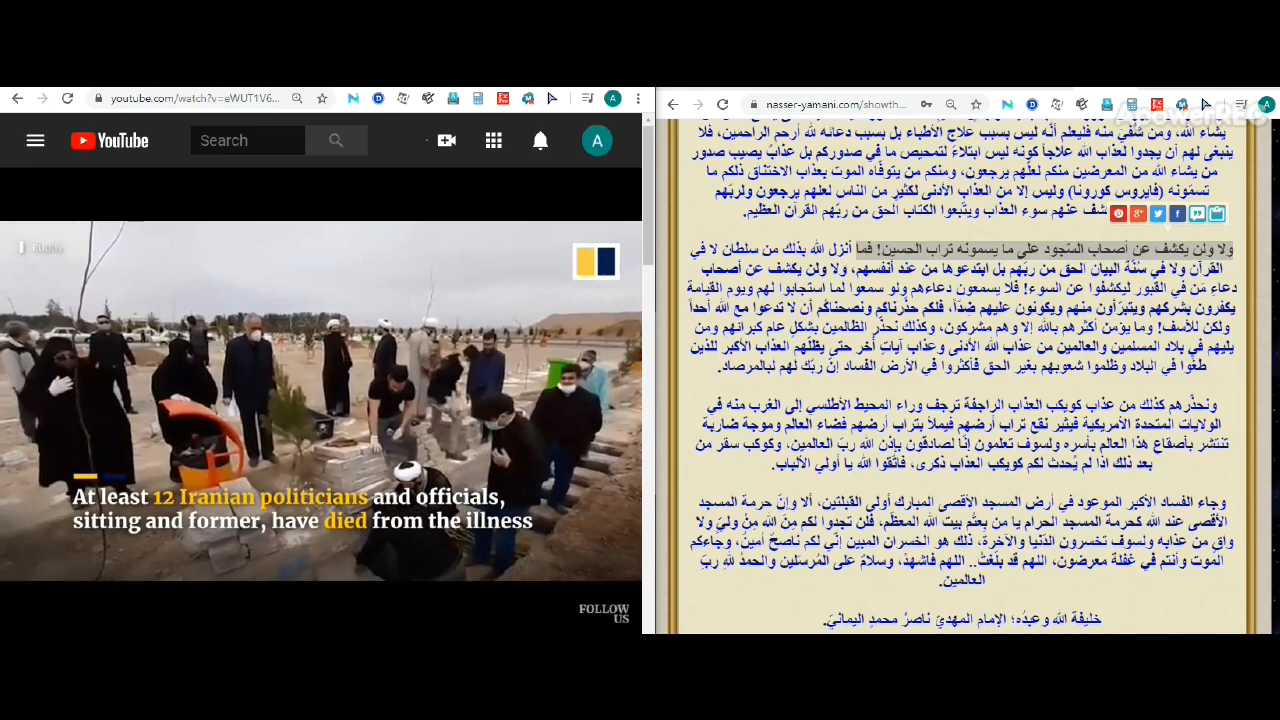 youtube.com/watch?v=eWUT1V6...
YouTube
Search
A
Ruptly
At least 12 Iranian politicians and officials,
sitting and former, have died from the illness
FOLLOW
US
nasser-yamani.com/showth...
A
ApowerREC
يشاء الله، ومن شُفيَ منه فليعلم أنّه ليس بسبب علاج الأطباء بل بسبب دعائه لله أرحم الراحمين، فلا
ينبغي لهم أن يجدوا لعذاب الله علاجاً كونه ليس ابتلاءً لتمحيص ما في صدوركم بل عذابٌ يصيب صدور
من يشاء الله من المعرضين منكم لعلّهم يرجعون، ومنكم من يتوفّاه الموت بعذاب الاختناق ذلكم ما
تسمّونه (فايروس كورونا) وليس إلا من العذاب الأدنى لكثيرٍ من الناس لعلهم يرجعون ولربّهم
شف عنهم سوء العذاب ويتّبعوا الكتاب الحق من ربّهم القرآن العظيم.
ولا ولن يكشف عن أصحاب السّجود على ما يسمونه تراب الحسين! فما أنزل الله بذلك من سلطان لا في
القرآن ولا في سُنّة البيان الحق من ربّهم بل ابتدعوها من عند أنفسهم، ولا ولن يكشف عن أصحاب
دعاءِ مَن في القبور ليكشفوا عن السوء! فلا يسمعون دعاءهم ولو سمعوا لما استجابوا لهم ويوم القيامة
يكفرون بشركهم ويتبرّأون منهم ويكونون عليهم ضِدّاً، فلكم حذّرناكم ونصحناكم أن لا تدعوا مع الله أحداً
ولكن للأسف! وما يؤمن أكثرهم بالله إلا وهم مشركون، وكذلك نحذّر الظالمين بشكلٍ عام كبرائهم ومن
يليهم في بلاد المسلمين والعالمين من عذاب الله الأدنى وعذاب آياتٍ أُخر حتى يظلّهم العذاب الأكبر للذين
طغَوا في البلاد وظلموا شعوبهم بغير الحق فأكثروا في الأرض الفساد إنّ ربّك لهم لبالمرصاد.
ونحذّرهم كذلك من عذاب كويكب العذاب الراجفة ترجف وراء المحيط الأطلسي إلى الغرب منه في
الولايات المتحدة الأمريكية فيثير نقع تراب أرضهم فيملأ بتراب أرضهم فضاء العالم وموجة ضاربة
تنتشر بأصقاع هذا العالم بأسره ولسوف تعلمون إنّا لصادقون بإذن الله ربّ العالمين، وكوكب سقر من
بعد ذلك اذا لم يُحدث لكم كويكب العذاب ذكرى، فاتّقوا الله يا أولي الألباب.
وجاء الفساد الأكبر الموعود في أرض المسجد الأقصى المبارك أولى القبلتين، ألا وإنّ حرمة المسجد
الأقصى عند الله كحرمة المسجد الحرام يا من بِعتُم بيت الله المعظّم، فلن تجدوا لكم مِنْ الله مِنْ وليٍّ ولا
واقٍ من عذابه ولسوف تخسرون الدّنيا والآخرة، ذلك هو الخسران المبين إنّي لكم ناصحٌ أمينٌ، وجاءكم
الموت وأنتم في غفلة معرضون، اللهم قد بلّغتُ.. اللهم فاشهدْ، وسلامٌ على المُرسَلين والحمدُ للهِ ربّ
العالمين.
خليفة الله وعبدُه؛ الإمام المهديّ ناصرُ محمدٍ اليمانيّ.